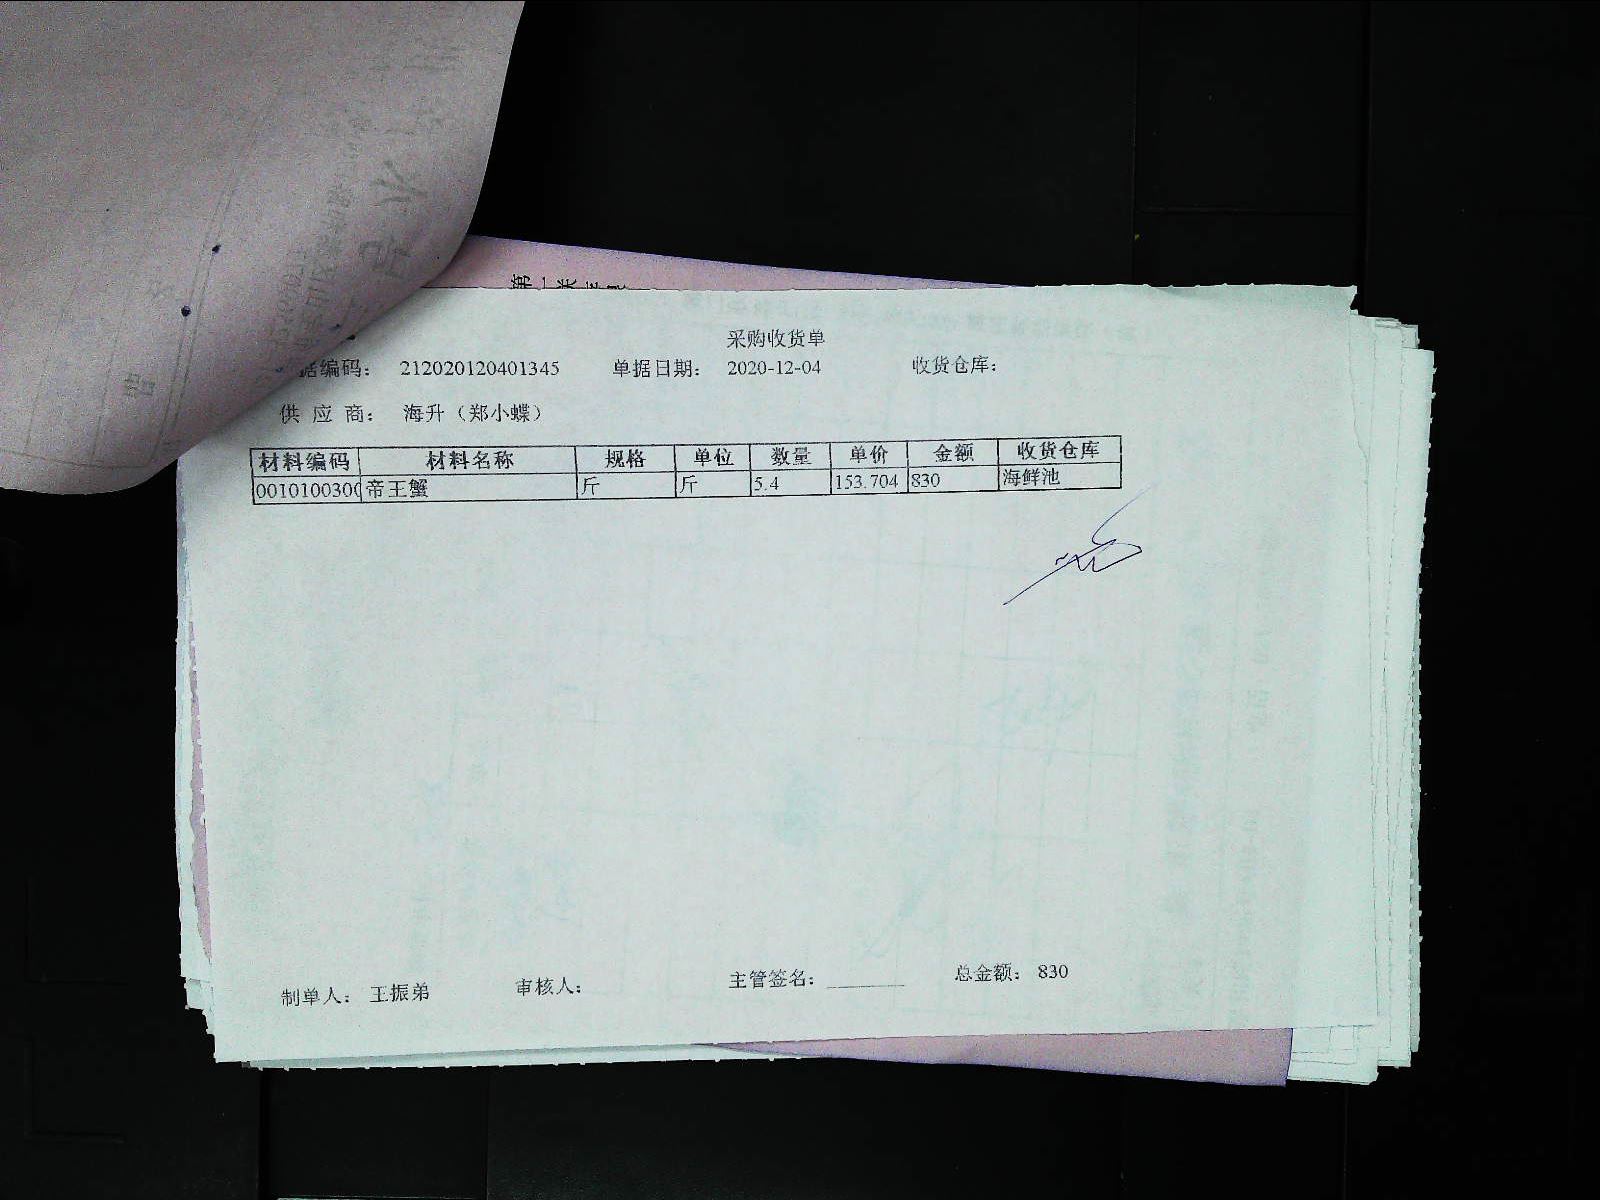 采购收货单
据编码： 212020120401345 单据日期： 2020-12-04 收货仓库：
供 应 商： 海升（郑小蝶）
材料编码 材料名称 规格 单位 数量 单价 金额 收货仓库
0010100300 帝王蟹 斤 斤 5.4 153.704 830 海鲜池
制单人： 王振弟 审核人： 主管签名： 总金额： 830